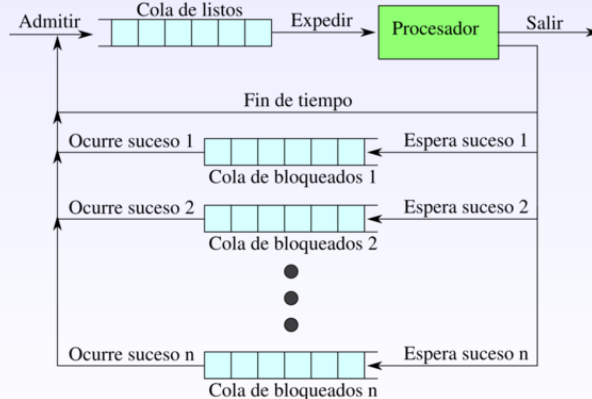 Cola de listos
Admitir
Expedir
Procesador
Salir
Fin de tiempo
Ocurre suceso 1
Espera suceso 1
Cola de bloqueados 1
Ocurre suceso 2
Espera suceso 2
Cola de bloqueados 2
Ocurre suceso n
Espera suceso n
Cola de bloqueados n